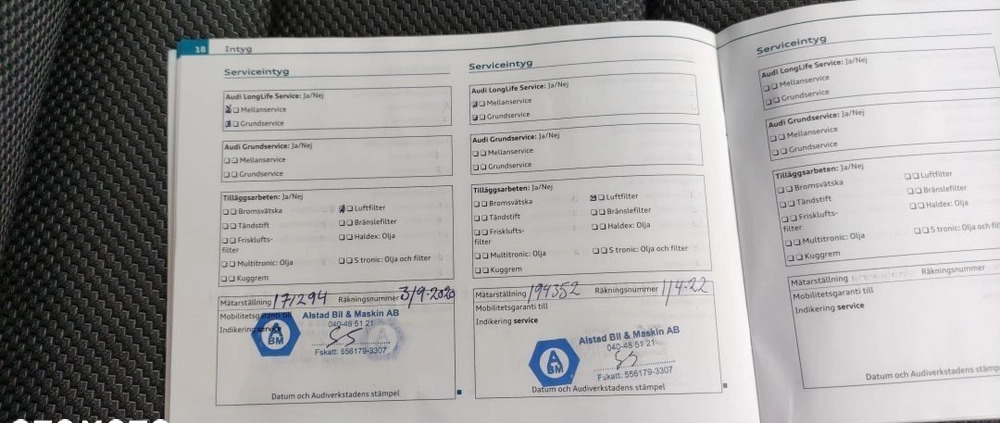 18 Intyg
Serviceintyg
Audi LongLife Service: Ja/Nej
Mellanservice
Grundservice
Audi Grundservice: Ja/Nej
Mellanservice
Grundservice
Tilläggsarbeten: Ja/Nej
Bromsvätska
Luftfilter
Tändstift
Bränslefilter
Frisklufts-
filter
Haldex: Olja
Multitronic: Olja
S tronic: Olja och filter
Kuggrem
Mätarställning 171294 Räkningsnummer 3/9-2020
Mobilitetsgaranti till
Indikering service
Alstad Bil & Maskin AB
040-48 51 21
Fskatt: 556179-3307
A
BM
Datum och Audiverkstadens stämpel
Serviceintyg
Audi LongLife Service: Ja/Nej
Mellanservice
Grundservice
Audi Grundservice: Ja/Nej
Mellanservice
Grundservice
Tilläggsarbeten: Ja/Nej
Bromsvätska
Luftfilter
Tändstift
Bränslefilter
Frisklufts-
filter
Haldex: Olja
Multitronic: Olja
S tronic: Olja och filter
Kuggrem
Mätarställning 194352 Räkningsnummer 1/4-22
Mobilitetsgaranti till
Indikering service
Alstad Bil & Maskin AB
040-48 51 21
Fskatt: 556179-3307
A
BM
Datum och Audiverkstadens stämpel
Serviceintyg
Audi LongLife Service: Ja/Nej
Mellanservice
Grundservice
Audi Grundservice: Ja/Nej
Mellanservice
Grundservice
Tilläggsarbeten: Ja/Nej
Bromsvätska
Luftfilter
Tändstift
Bränslefilter
Frisklufts-
filter
Haldex: Olja
Multitronic: Olja
S tronic: Olja och
Kuggrem
Mätarställning
Räkningsnummer
Mobilitetsgaranti till
Indikering service
Datum och Audiverkstadens